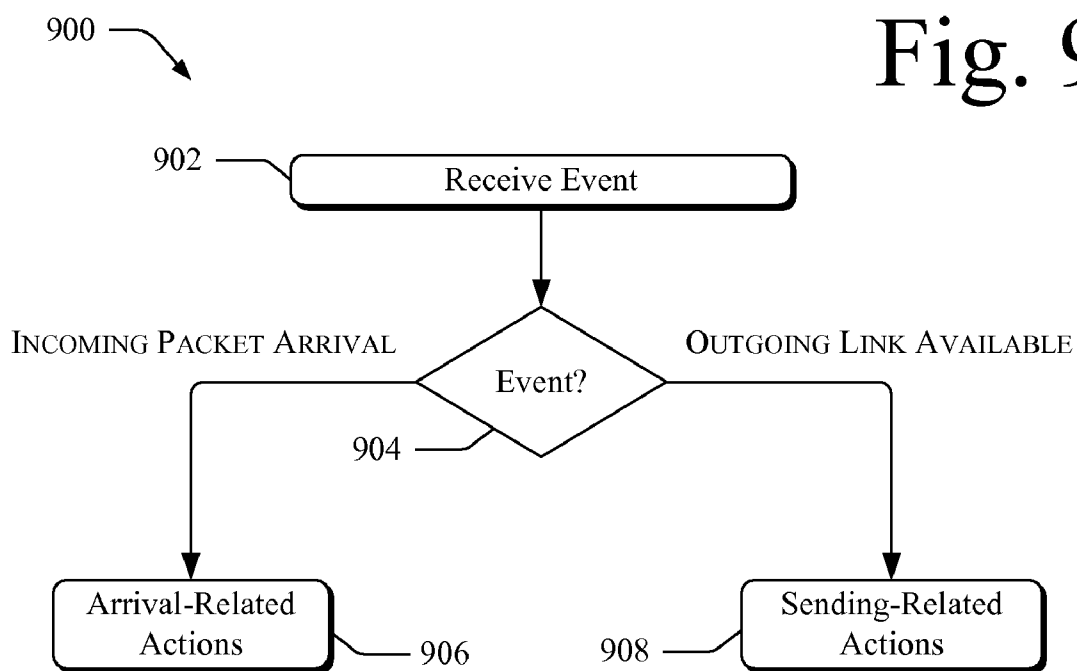 900
Fig. 9
902
Receive Event
INCOMING PACKET ARRIVAL
OUTGOING LINK AVAILABLE
Event?
904
Arrival-Related
Actions
906
908
Sending-Related
Actions